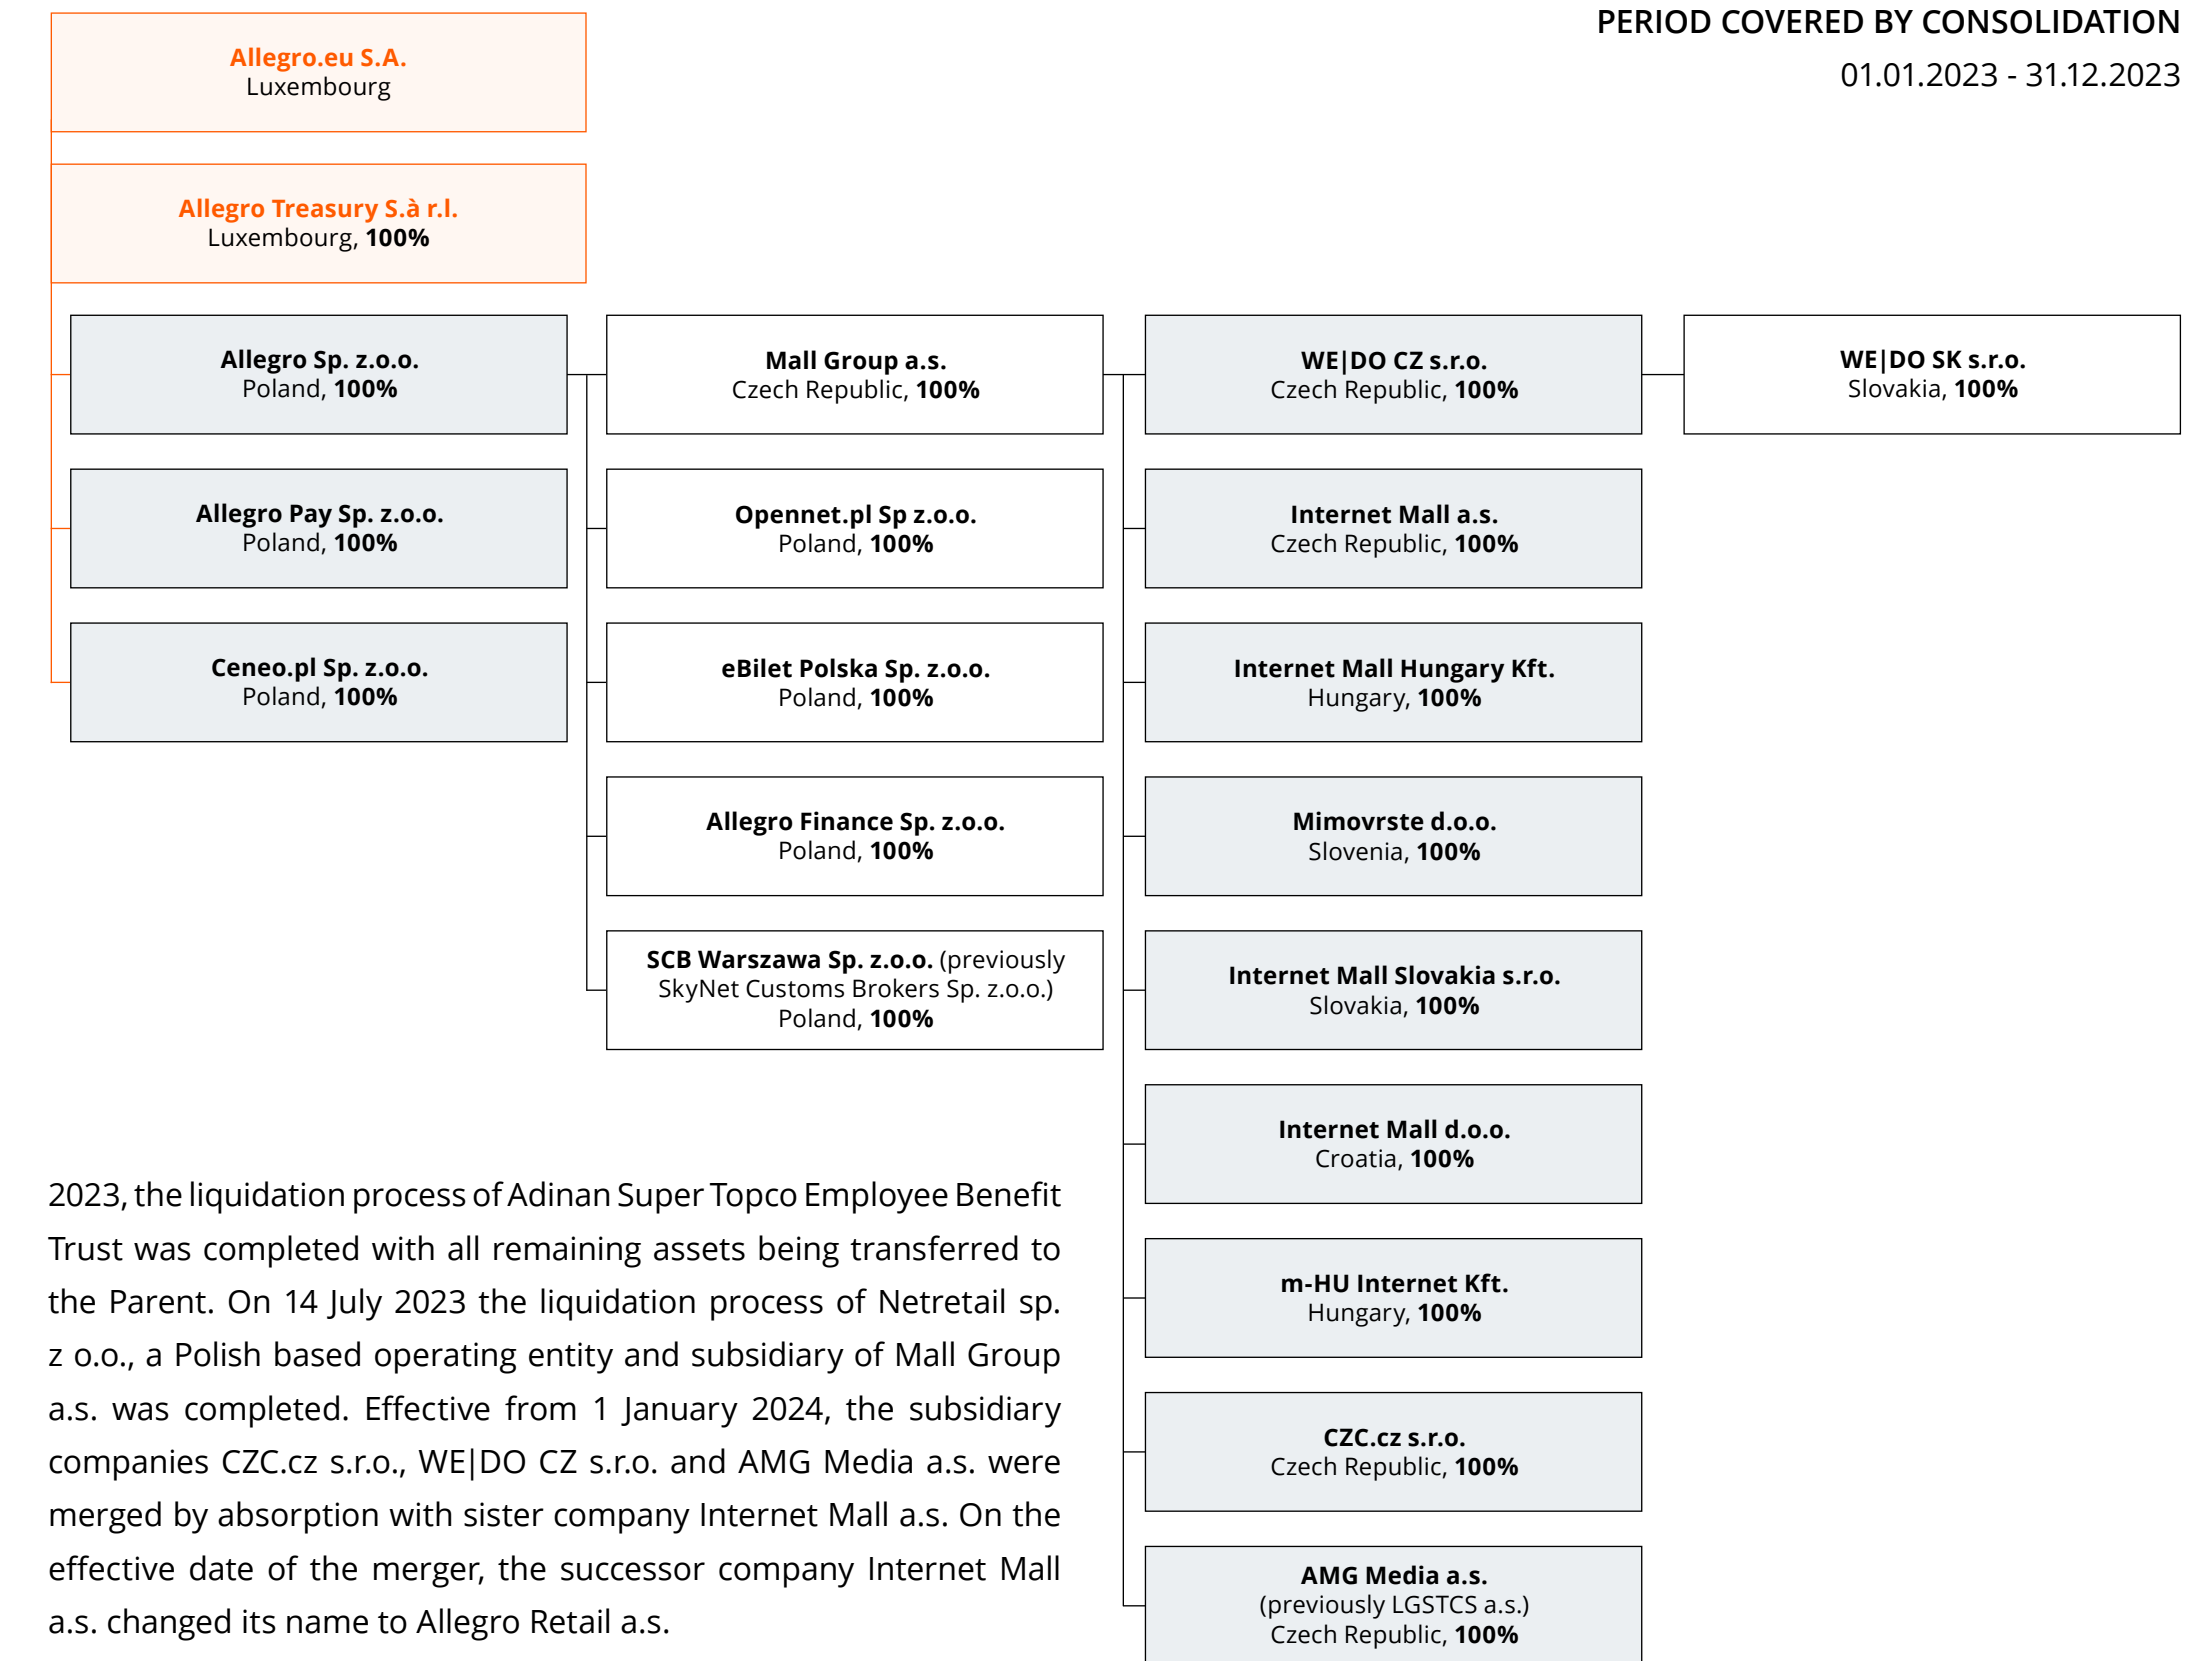 PERIOD COVERED BY CONSOLIDATION
01.01.2023 - 31.12.2023
Allegro.eu S.A.
Luxembourg
Allegro Treasury S.à r.l.
Luxembourg, 100%
Allegro Sp. z.o.o.
Poland, 100%
Allegro Pay Sp. z.o.o.
Poland, 100%
Ceneo.pl Sp. z.o.o.
Poland, 100%
Mall Group a.s.
Czech Republic, 100%
Opennet.pl Sp z.o.o.
Poland, 100%
eBilet Polska Sp. z.o.o.
Poland, 100%
Allegro Finance Sp. z.o.o.
Poland, 100%
SCB Warszawa Sp. z.o.o. (previously
SkyNet Customs Brokers Sp. z.o.o.)
Poland, 100%
WE|DO CZ s.r.o.
Czech Republic, 100%
Internet Mall a.s.
Czech Republic, 100%
Internet Mall Hungary Kft.
Hungary, 100%
Mimovrste d.o.o.
Slovenia, 100%
Internet Mall Slovakia s.r.o.
Slovakia, 100%
Internet Mall d.o.o.
Croatia, 100%
m-HU Internet Kft.
Hungary, 100%
CZC.cz s.r.o.
Czech Republic, 100%
AMG Media a.s.
(previously LGSTCS a.s.)
Czech Republic, 100%
WE|DO SK s.r.o.
Slovakia, 100%
2023, the liquidation process of Adinan Super Topco Employee Benefit
Trust was completed with all remaining assets being transferred to
the Parent. On 14 July 2023 the liquidation process of Netretail sp.
z o.o., a Polish based operating entity and subsidiary of Mall Group
a.s. was completed. Effective from 1 January 2024, the subsidiary
companies CZC.cz s.r.o., WE|DO CZ s.r.o. and AMG Media a.s. were
merged by absorption with sister company Internet Mall a.s. On the
effective date of the merger, the successor company Internet Mall
a.s. changed its name to Allegro Retail a.s.